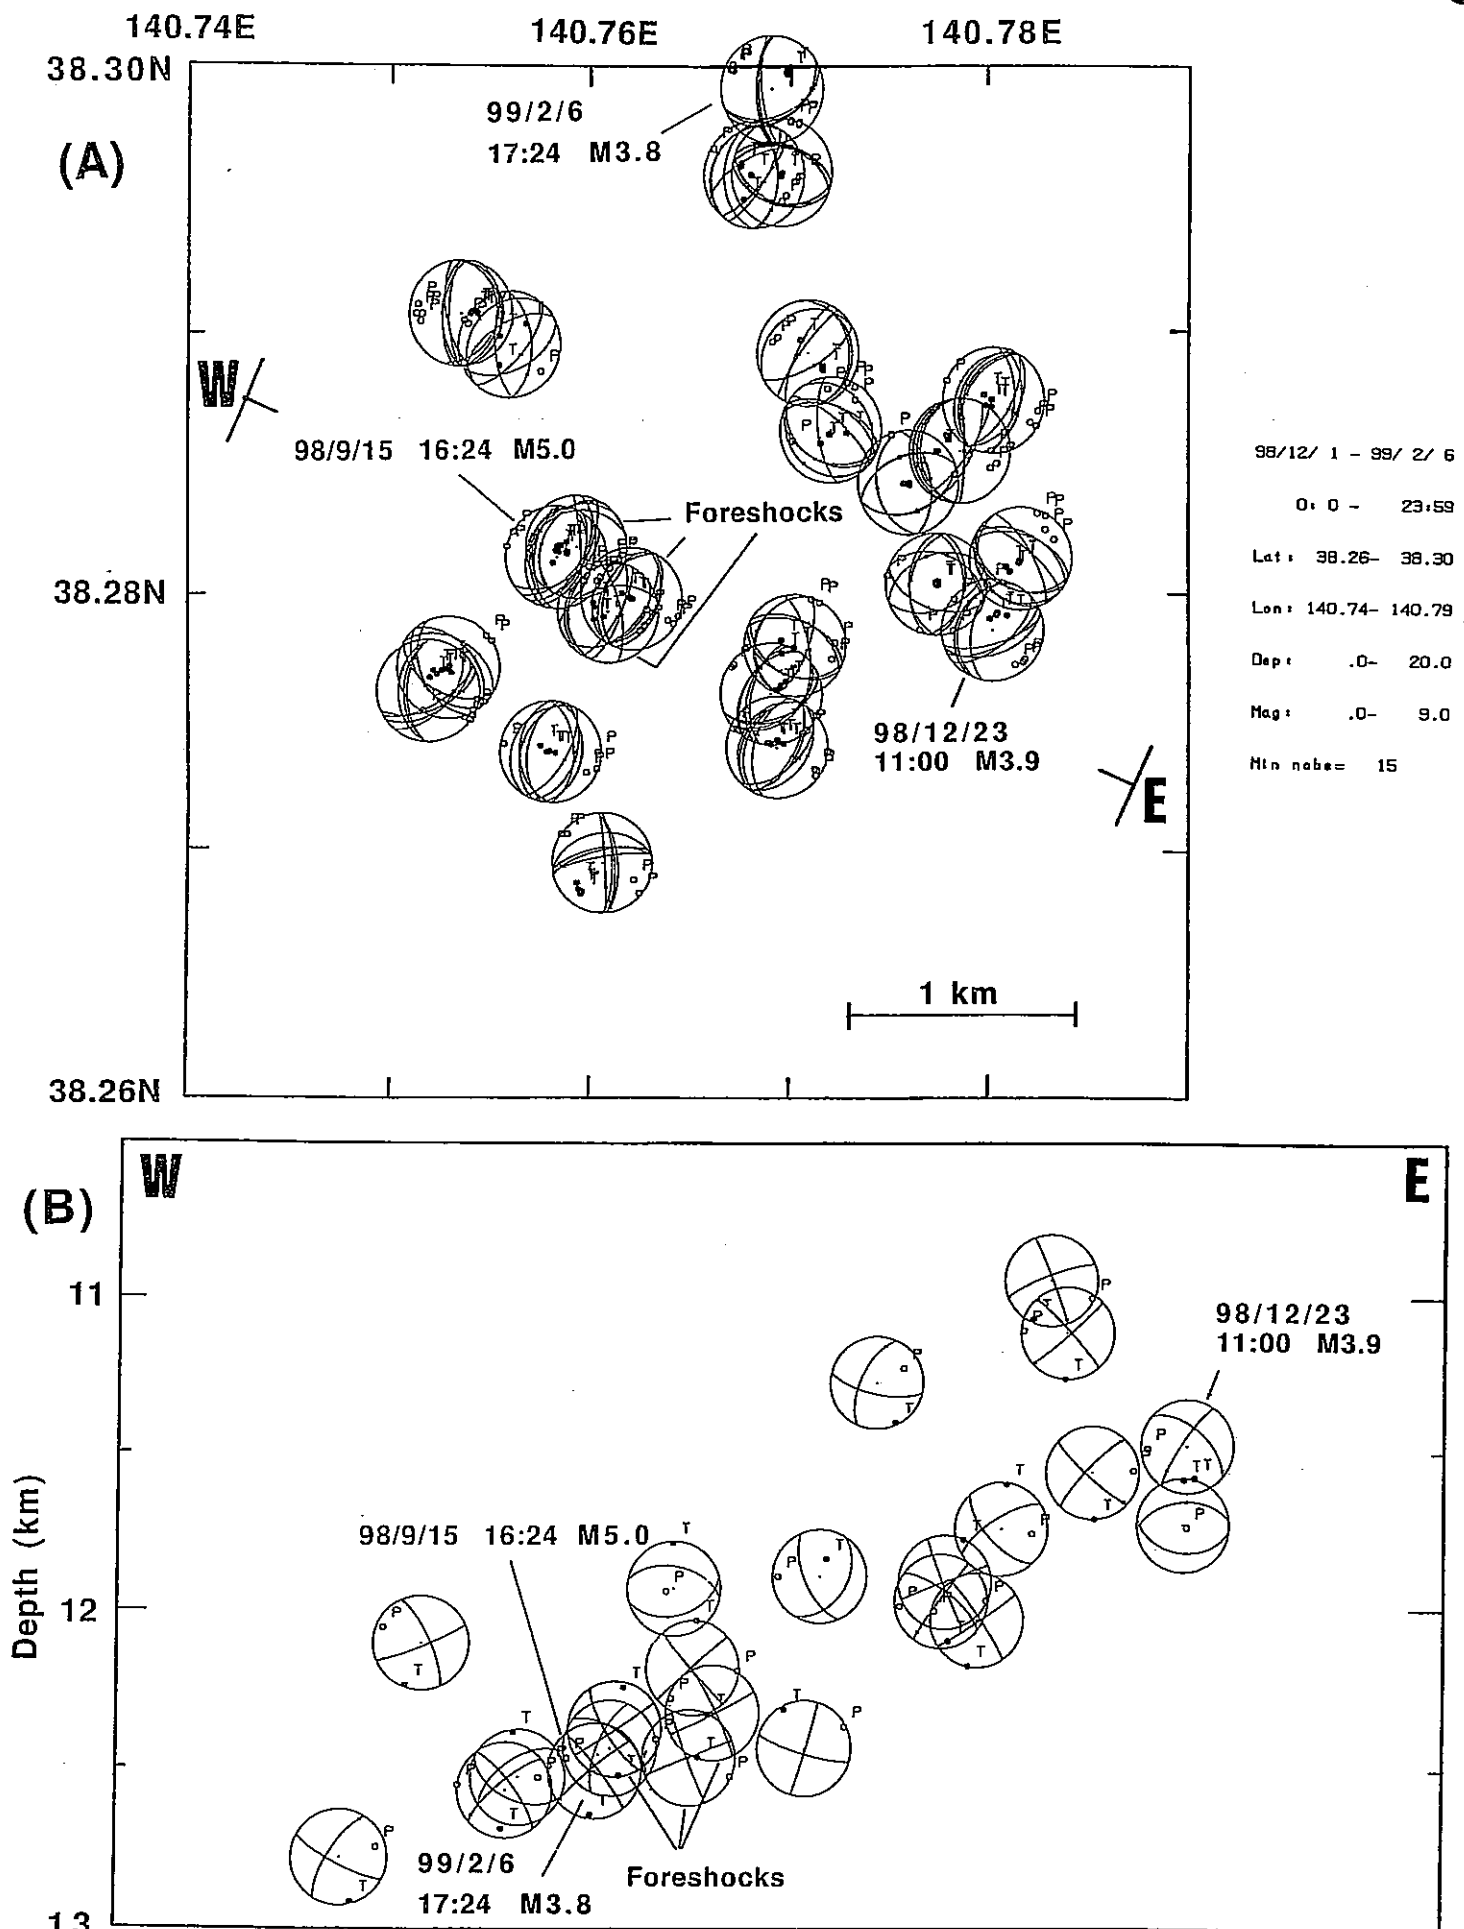 140.74E 140.76E 140.78E
38.30N
(A)
99/2/6
17:24 M3.8
W
98/9/15 16:24 M5.0
Foreshocks
38.28N
98/12/23
11:00 M3.9
E
1 km
38.26N
98/12/ 1 - 99/ 2/ 6
0: 0 - 23:59
Lat: 38.26- 38.30
Lon: 140.74- 140.79
Dep: .0- 20.0
Mag: .0- 9.0
Min nobs= 15
(B)
W E
11
98/12/23
11:00 M3.9
98/9/15 16:24 M5.0
Depth (km)
12
99/2/6
17:24 M3.8
Foreshocks
13